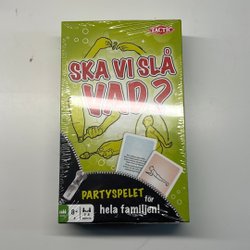 TACTIC
SKA VI SLÅ
VAD?
PARTYSPELET för
hela familjen!
8+